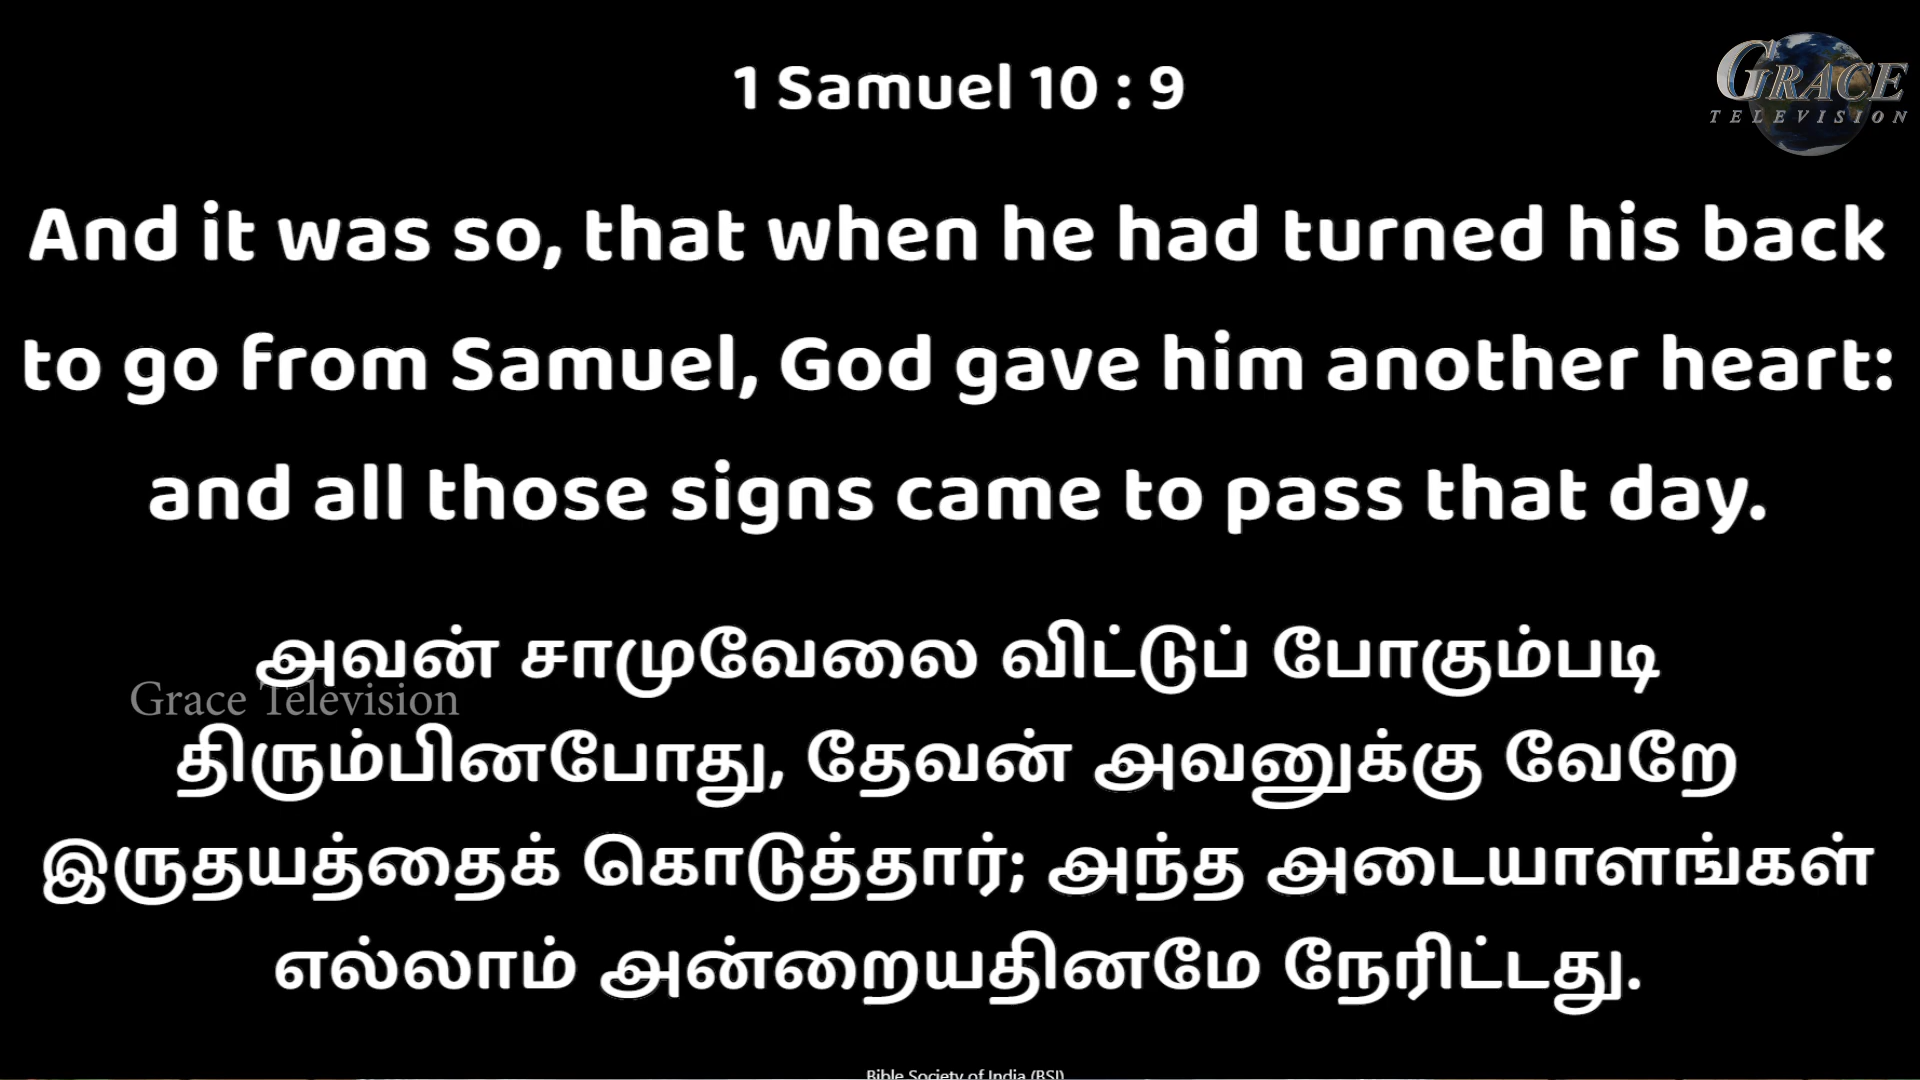 1 Samuel 10 : 9
GRACE
TELEVISION
And it was so, that when he had turned his back
to go from Samuel, God gave him another heart:
and all those signs came to pass that day.
அவன் சாமுவேலை விட்டுப் போகும்படி
Grace Television
திரும்பினபோது, தேவன் அவனுக்கு வேறே
இருதயத்தைக் கொடுத்தார்; அந்த அடையாளங்கள்
எல்லாம் அன்றையதினமே நேரிட்டது.
Bible Society of India (BSI)